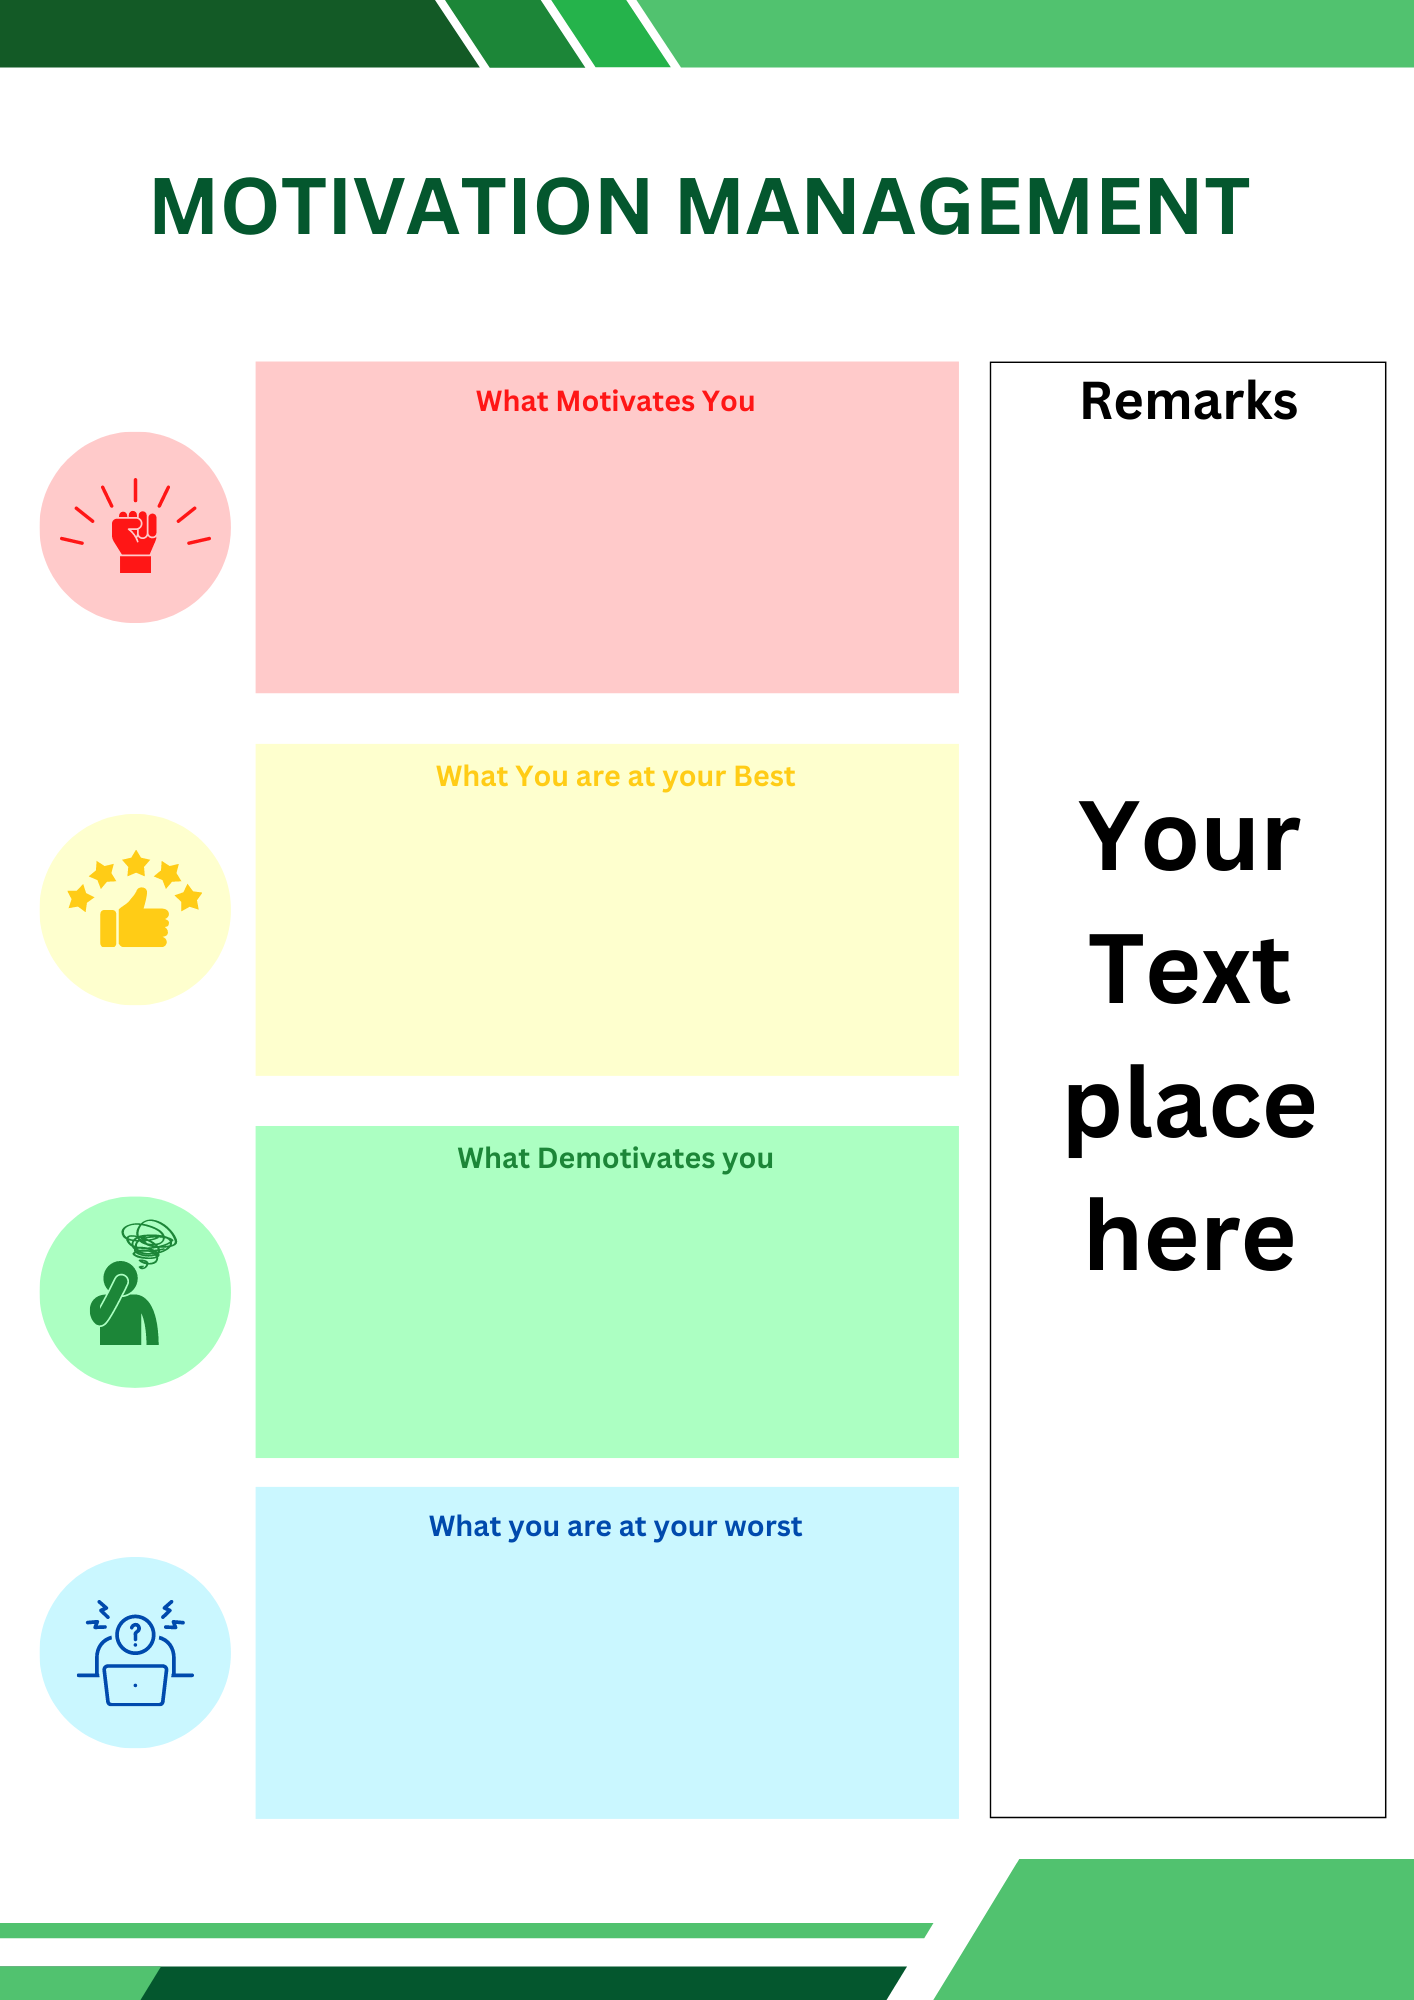 MOTIVATION MANAGEMENT
What Motivates You
What You are at your Best
What Demotivates you
What you are at your worst
Remarks
Your
Text
place
here
?